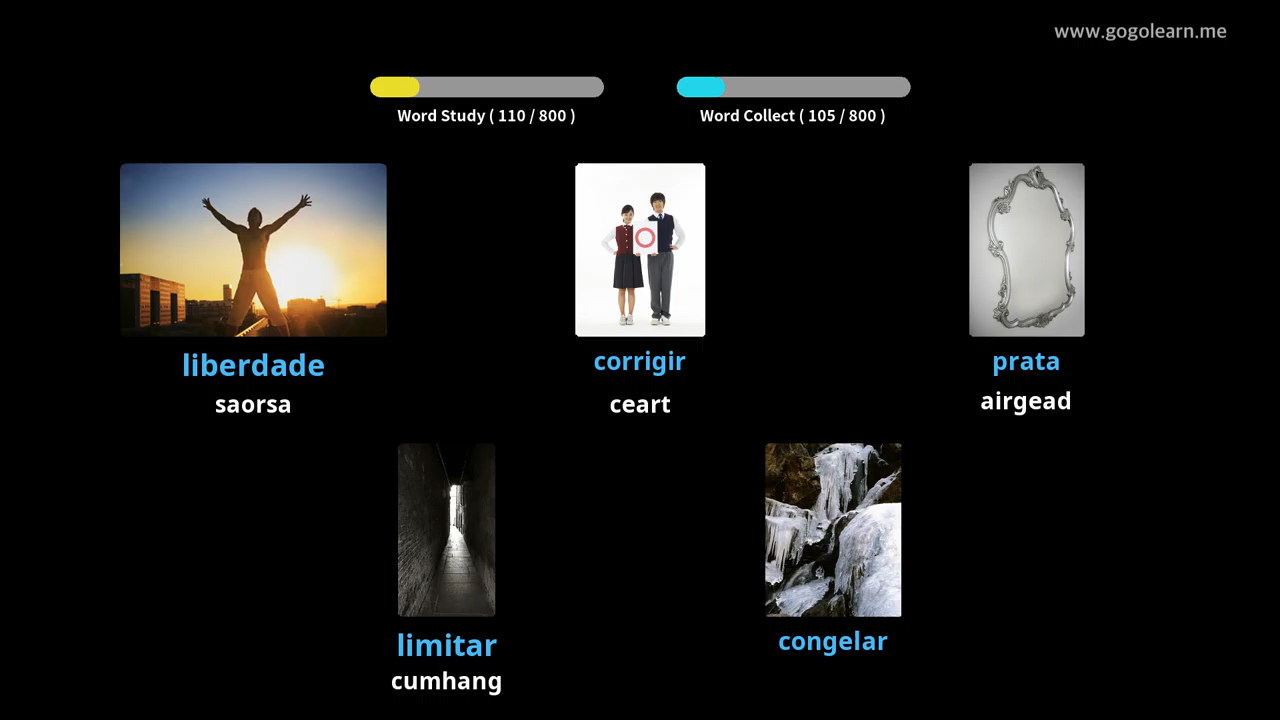 www.gogolearn.me
Word Study ( 110 / 800 )
Word Collect ( 105 / 800 )
liberdade
saorsa
corrigir
ceart
prata
airgead
limitar
cumhang
congelar